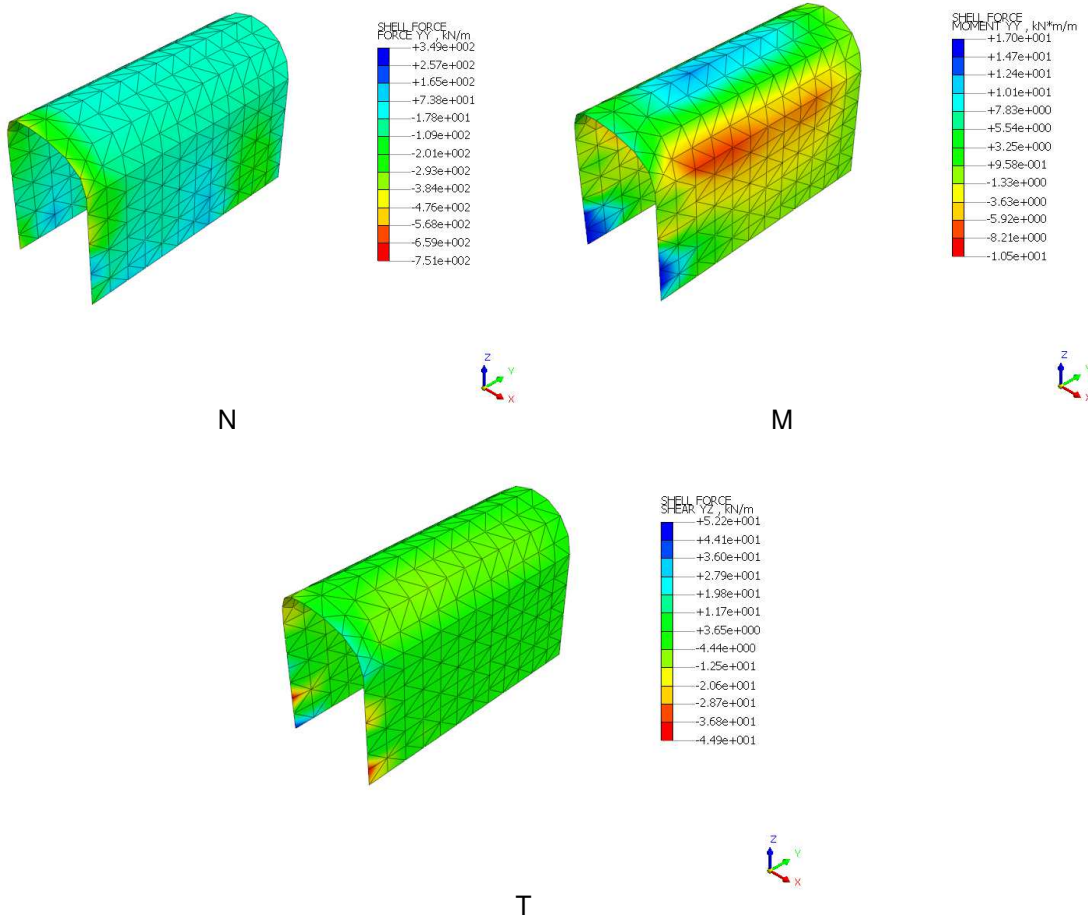 SHELL FORCE
FORCE YY , kN/m
+3.49e+002
+2.57e+002
+1.65e+002
+7.38e+001
-1.78e+001
-1.09e+002
-2.01e+002
-2.93e+002
-3.84e+002
-4.76e+002
-5.68e+002
-6.59e+002
-7.51e+002
Z
Y
X
N
SHELL FORCE
MOMENT YY , kN*m/m
+1.70e+001
+1.47e+001
+1.24e+001
+1.01e+001
+7.83e+000
+5.54e+000
+3.25e+000
+9.58e-001
-1.33e+000
-3.63e+000
-5.92e+000
-8.21e+000
-1.05e+001
Z
Y
X
M
SHELL FORCE
SHEAR YZ , kN/m
+5.22e+001
+4.41e+001
+3.60e+001
+2.79e+001
+1.98e+001
+1.17e+001
+3.65e+000
-4.44e+000
-1.25e+001
-2.06e+001
-2.87e+001
-3.68e+001
-4.49e+001
Z
Y
X
T